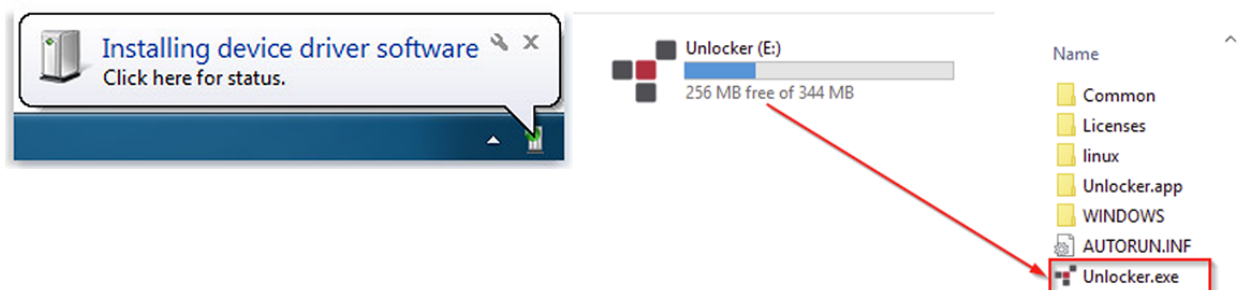 Installing device driver software
Click here for status.
Unlocker (E:)
256 MB free of 344 MB
Name
Common
Licenses
linux
Unlocker.app
WINDOWS
AUTORUN.INF
Unlocker.exe